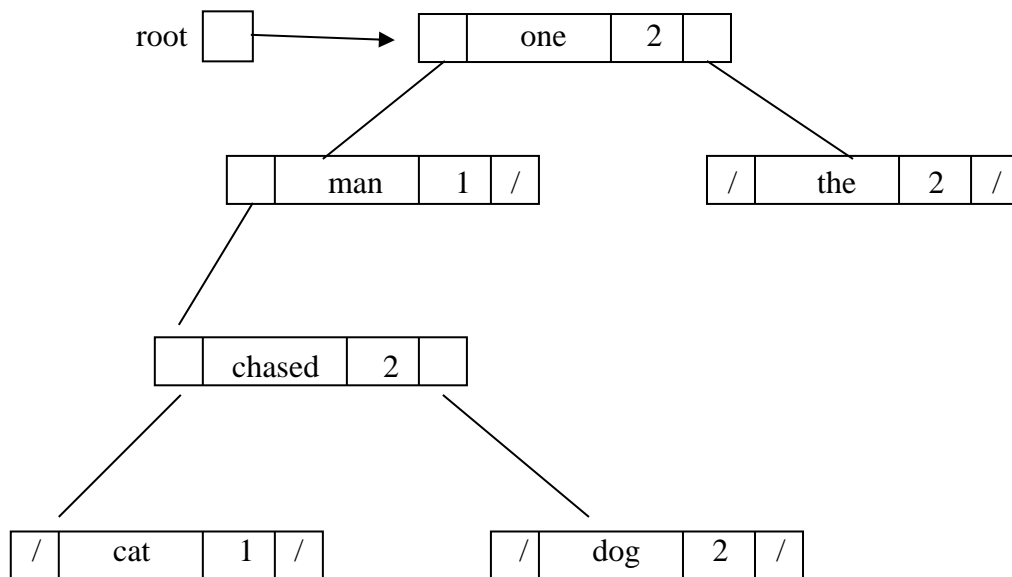 root one 2
man 1 / / the 2 /
chased 2
/ cat 1 / / dog 2 /